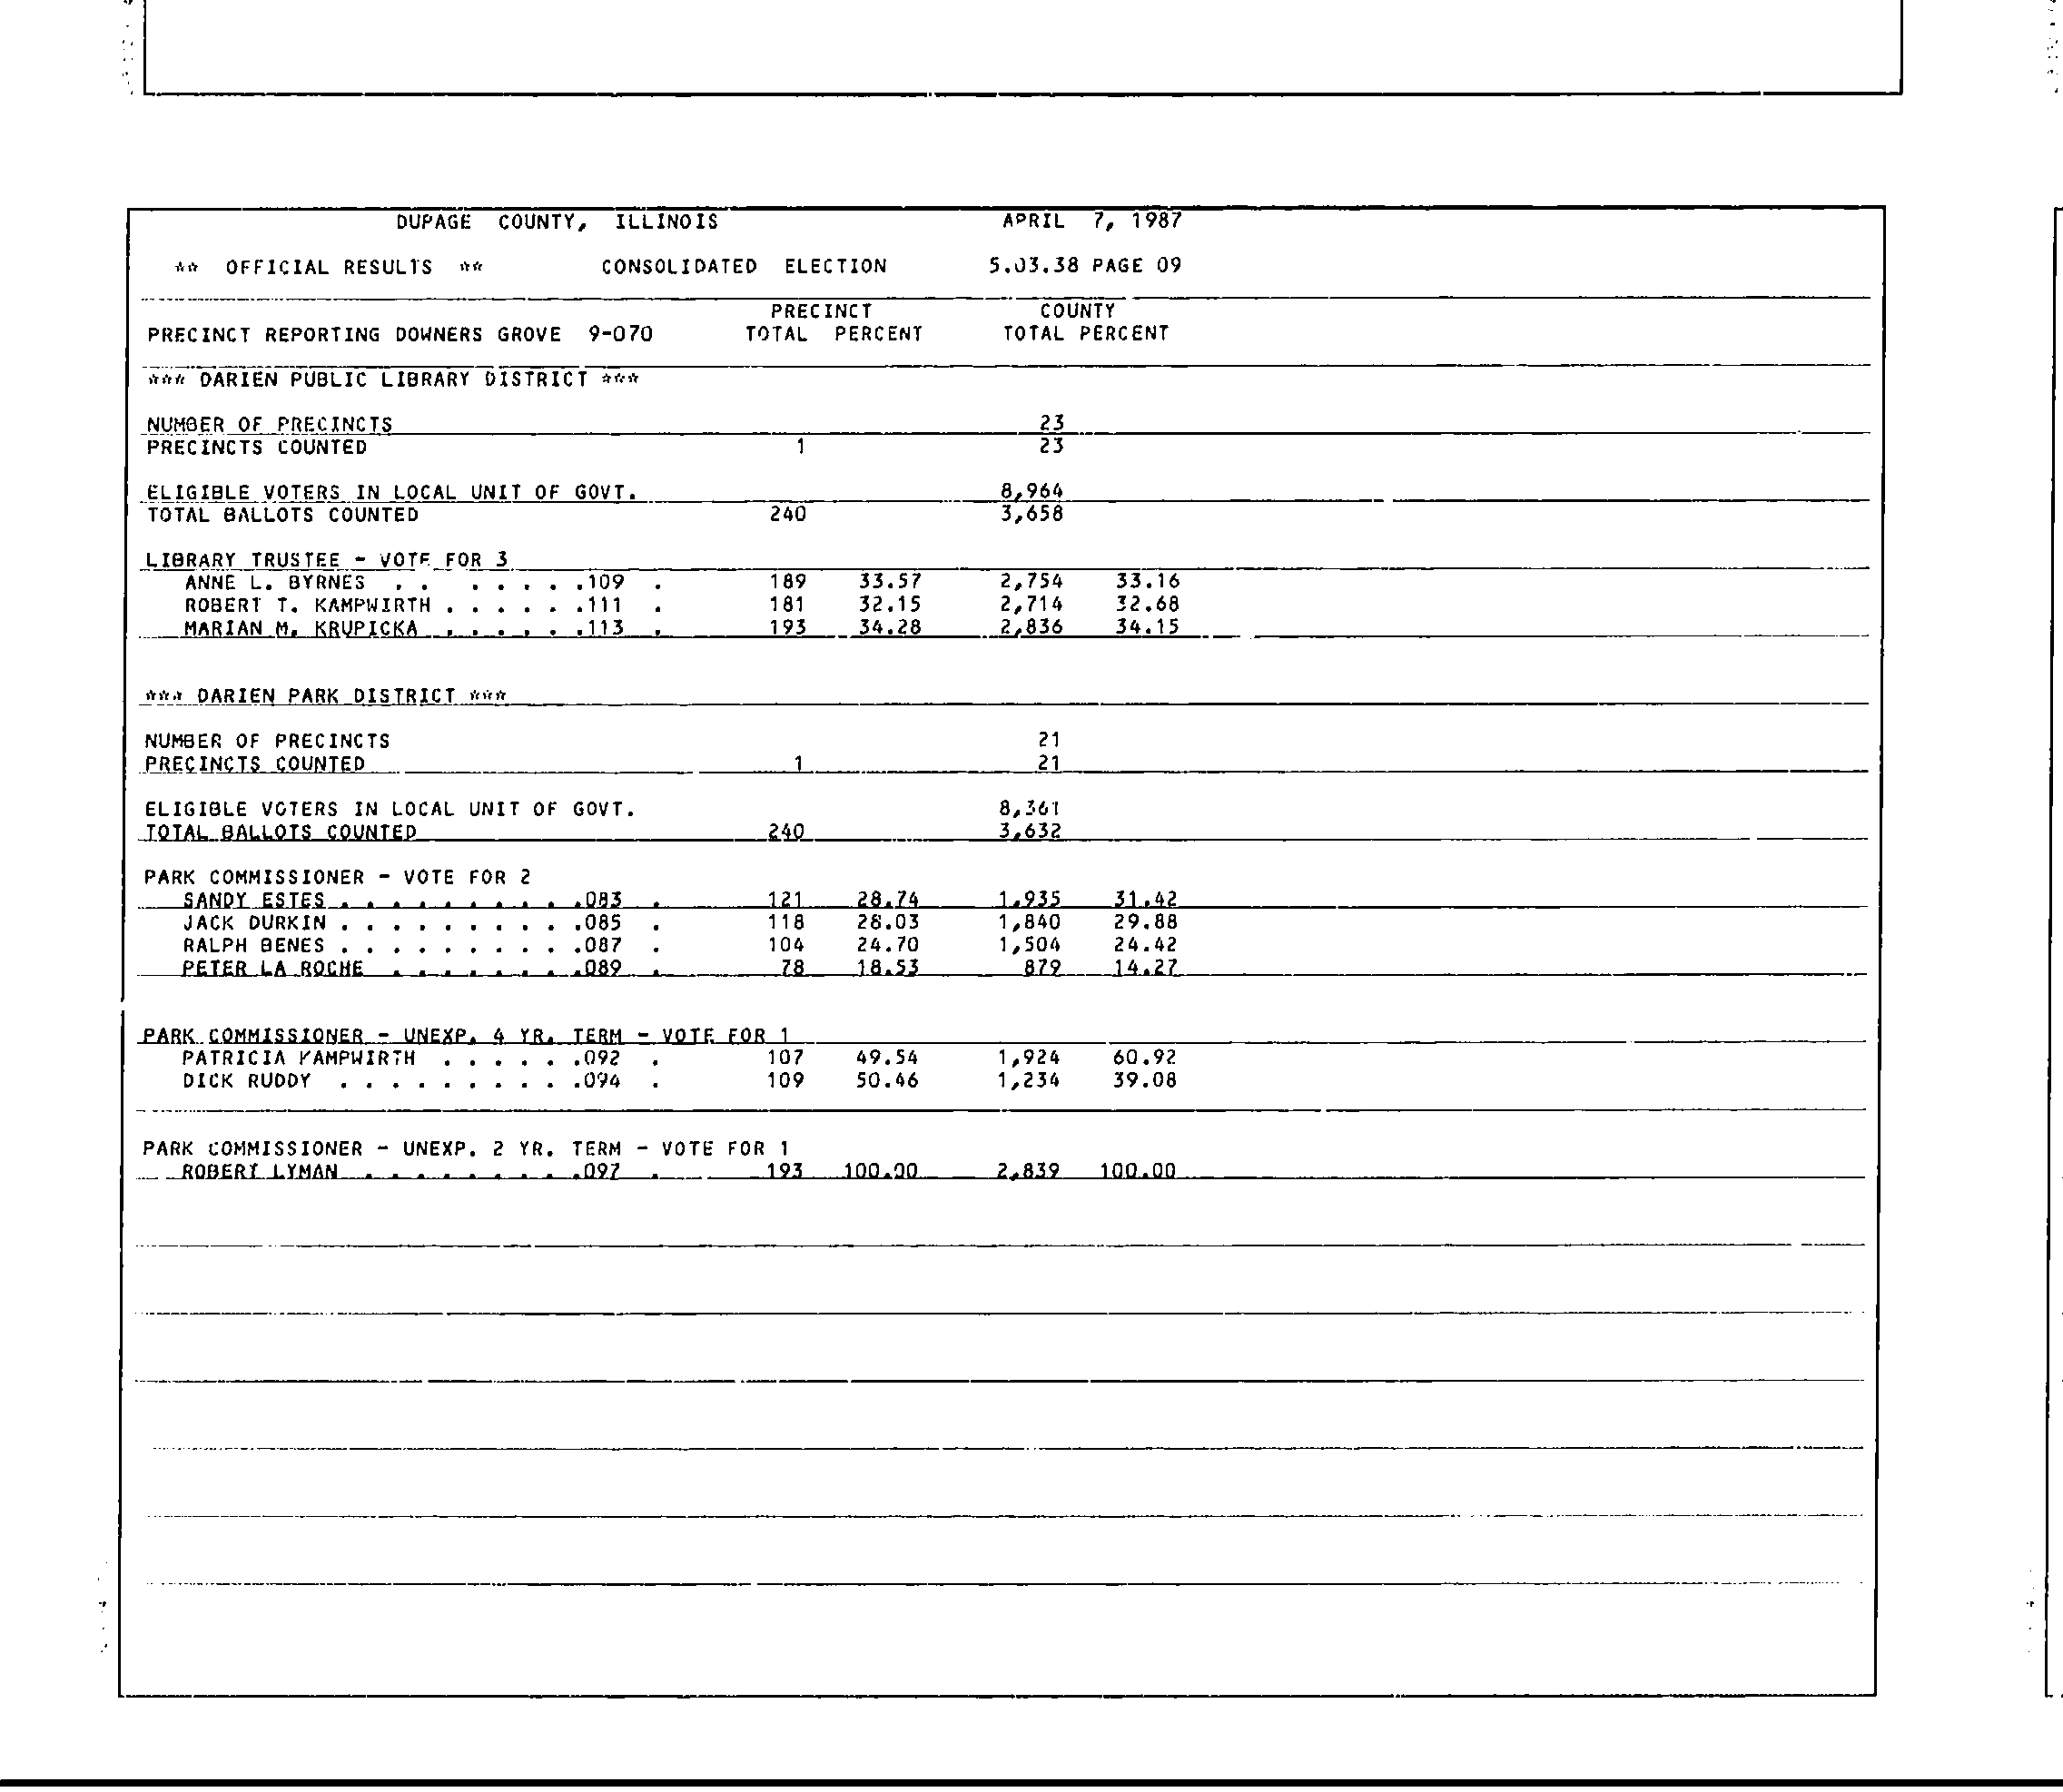 DUPAGE COUNTY, ILLINOIS APRIL 7, 1987
** OFFICIAL RESULTS ** CONSOLIDATED ELECTION 5.03.38 PAGE 09
PRECINCT COUNTY
PRECINCT REPORTING DOWNERS GROVE 9-070 TOTAL PERCENT TOTAL PERCENT
*** DARIEN PUBLIC LIBRARY DISTRICT ***
NUMBER OF PRECINCTS 23
PRECINCTS COUNTED 1 23
ELIGIBLE VOTERS IN LOCAL UNIT OF GOVT. 8,964
TOTAL BALLOTS COUNTED 240 3,658
LIBRARY TRUSTEE - VOTE FOR 3
ANNE L. BYRNES . . . . . . .109 . 189 33.57 2,754 33.16
ROBERT T. KAMPWIRTH . . . . . .111 . 181 32.15 2,714 32.68
MARIAN M. KRUPICKA . . . . . .113 . 193 34.28 2,836 34.15
*** DARIEN PARK DISTRICT ***
NUMBER OF PRECINCTS 21
PRECINCTS COUNTED 1 21
ELIGIBLE VOTERS IN LOCAL UNIT OF GOVT. 8,361
TOTAL BALLOTS COUNTED 240 3,632
PARK COMMISSIONER - VOTE FOR 2
SANDY ESTES . . . . . . . . . .083 . 121 28.74 1,935 31.42
JACK DURKIN . . . . . . . . . .085 . 118 28.03 1,840 29.88
RALPH BENES . . . . . . . . . .087 . 104 24.70 1,504 24.42
PETER LA ROCHE . . . . . . . .089 . 78 18.53 879 14.27
PARK COMMISSIONER - UNEXP. 4 YR. TERM - VOTE FOR 1
PATRICIA KAMPWIRTH . . . . . .092 . 107 49.54 1,924 60.92
DICK RUDDY . . . . . . . . . .094 . 109 50.46 1,234 39.08
PARK COMMISSIONER - UNEXP. 2 YR. TERM - VOTE FOR 1
ROBERT LYMAN . . . . . . . . .097 . 193 100.00 2,839 100.00